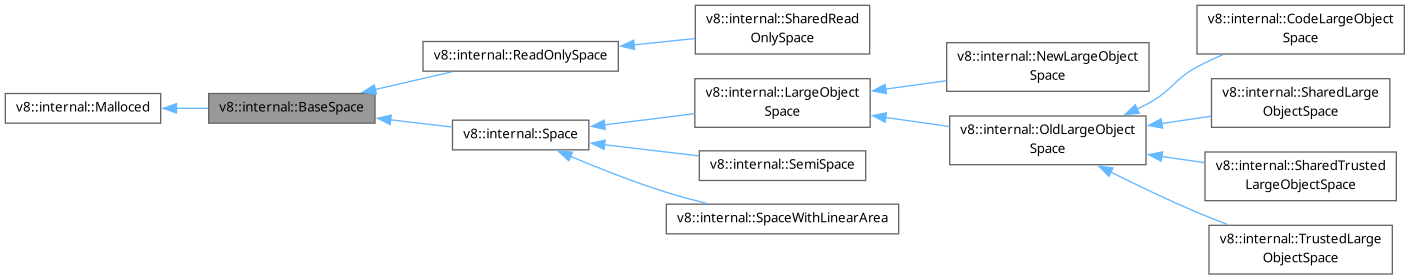 v8::internal::Malloced
v8::internal::BaseSpace
v8::internal::ReadOnlySpace
v8::internal::Space
v8::internal::SharedRead
OnlySpace
v8::internal::LargeObject
Space
v8::internal::SemiSpace
v8::internal::SpaceWithLinearArea
v8::internal::NewLargeObject
Space
v8::internal::OldLargeObject
Space
v8::internal::CodeLargeObject
Space
v8::internal::SharedLarge
ObjectSpace
v8::internal::SharedTrusted
LargeObjectSpace
v8::internal::TrustedLarge
ObjectSpace